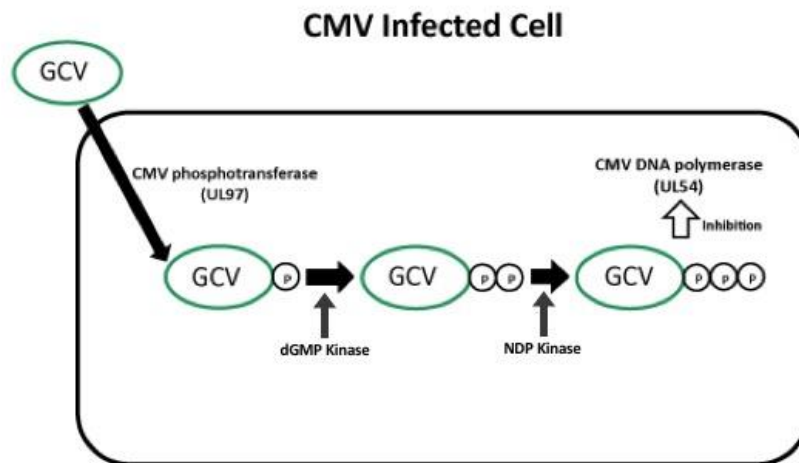 CMV Infected Cell
GCV
CMV phosphotransferase
(UL97)
CMV DNA polymerase
(UL54)
Inhibition
GCV P
GCV P P
GCV P P P
dGMP Kinase
NDP Kinase